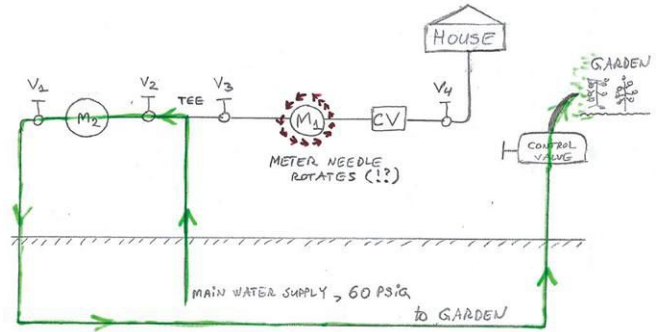 HOUSE
GARDEN
V1
M2
V2
TEE
V3
M1
CV
V4
METER NEEDLE
ROTATES (!?)
CONTROL
VALVE
MAIN WATER SUPPLY, 60 PSIG
to GARDEN